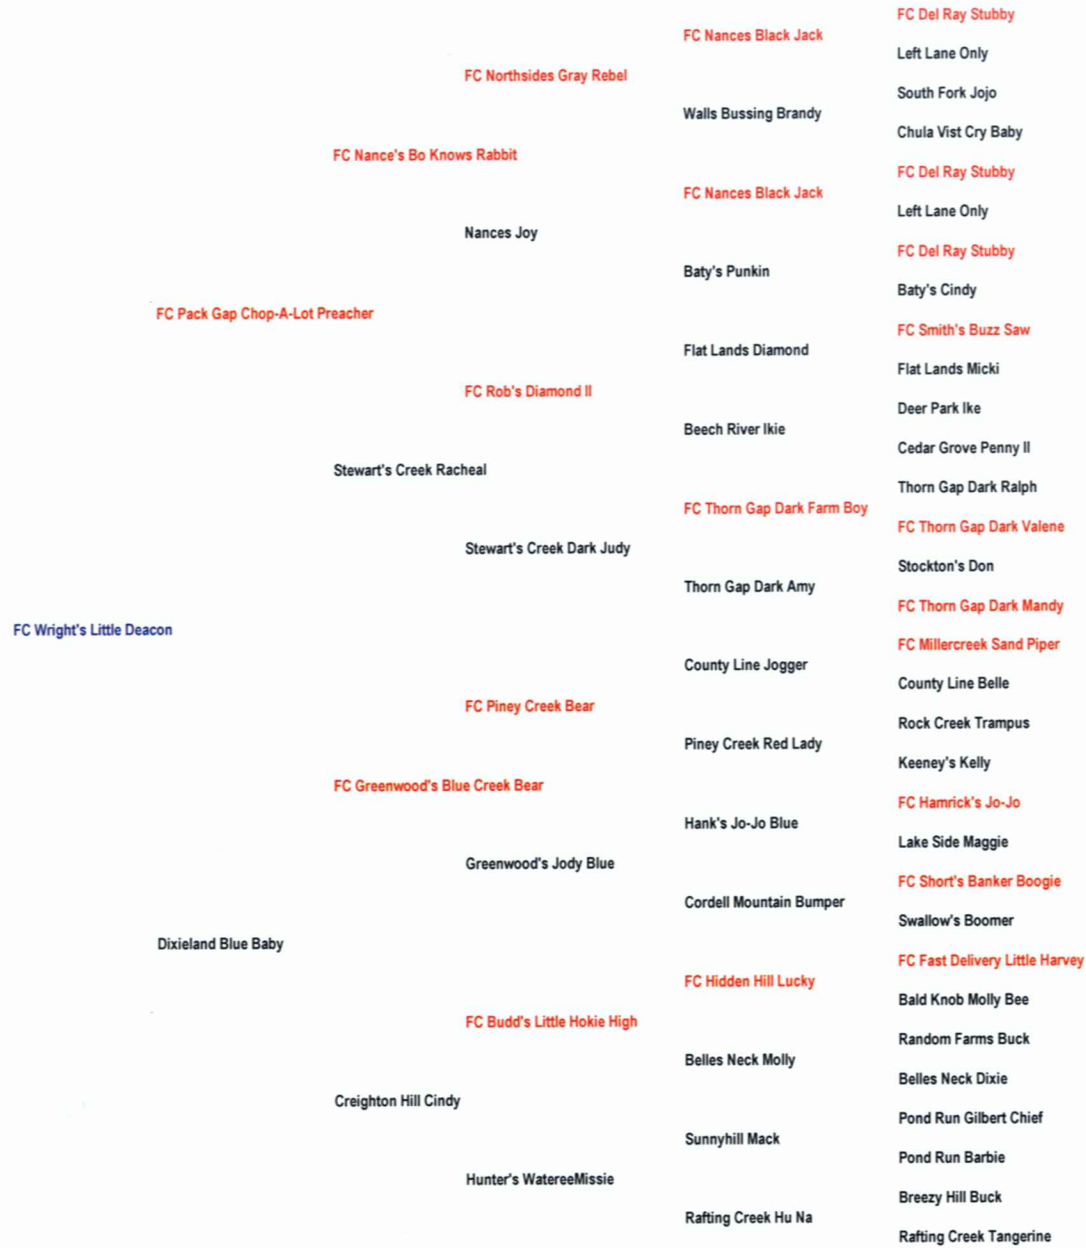 FC Del Ray Stubby
FC Nances Black Jack
Left Lane Only
FC Northsides Gray Rebel
South Fork Jojo
Walls Bussing Brandy
Chula Vist Cry Baby
FC Nance's Bo Knows Rabbit
FC Del Ray Stubby
FC Nances Black Jack
Left Lane Only
Nances Joy
FC Del Ray Stubby
Baty's Punkin
Baty's Cindy
FC Pack Gap Chop-A-Lot Preacher
FC Smith's Buzz Saw
Flat Lands Diamond
Flat Lands Micki
FC Rob's Diamond II
Deer Park Ike
Beech River Ikie
Cedar Grove Penny II
Stewart's Creek Racheal
Thorn Gap Dark Ralph
FC Thorn Gap Dark Farm Boy
FC Thorn Gap Dark Valene
Stewart's Creek Dark Judy
Stockton's Don
Thorn Gap Dark Amy
FC Thorn Gap Dark Mandy
FC Wright's Little Deacon
FC Millercreek Sand Piper
County Line Jogger
County Line Belle
FC Piney Creek Bear
Rock Creek Trampus
Piney Creek Red Lady
Keeney's Kelly
FC Greenwood's Blue Creek Bear
FC Hamrick's Jo-Jo
Hank's Jo-Jo Blue
Lake Side Maggie
Greenwood's Jody Blue
FC Short's Banker Boogie
Cordell Mountain Bumper
Swallow's Boomer
Dixieland Blue Baby
FC Fast Delivery Little Harvey
FC Hidden Hill Lucky
Bald Knob Molly Bee
FC Budd's Little Hokie High
Random Farms Buck
Belles Neck Molly
Belles Neck Dixie
Creighton Hill Cindy
Pond Run Gilbert Chief
Sunnyhill Mack
Pond Run Barbie
Hunter's WatereeMissie
Breezy Hill Buck
Rafting Creek Hu Na
Rafting Creek Tangerine